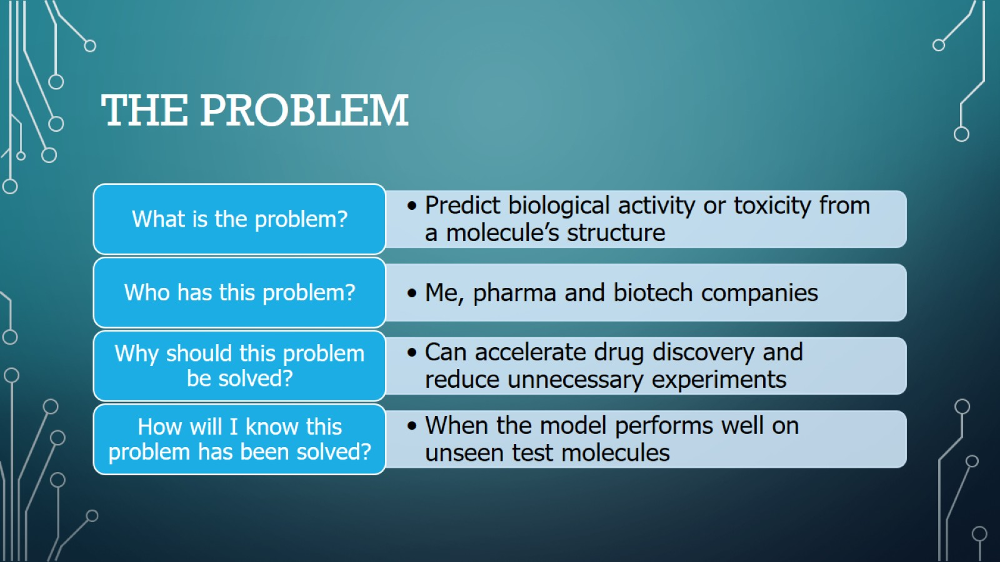 THE PROBLEM
What is the problem?
• Predict biological activity or toxicity from
a molecule’s structure
Who has this problem?
• Me, pharma and biotech companies
Why should this problem
be solved?
• Can accelerate drug discovery and
reduce unnecessary experiments
How will I know this
problem has been solved?
• When the model performs well on
unseen test molecules